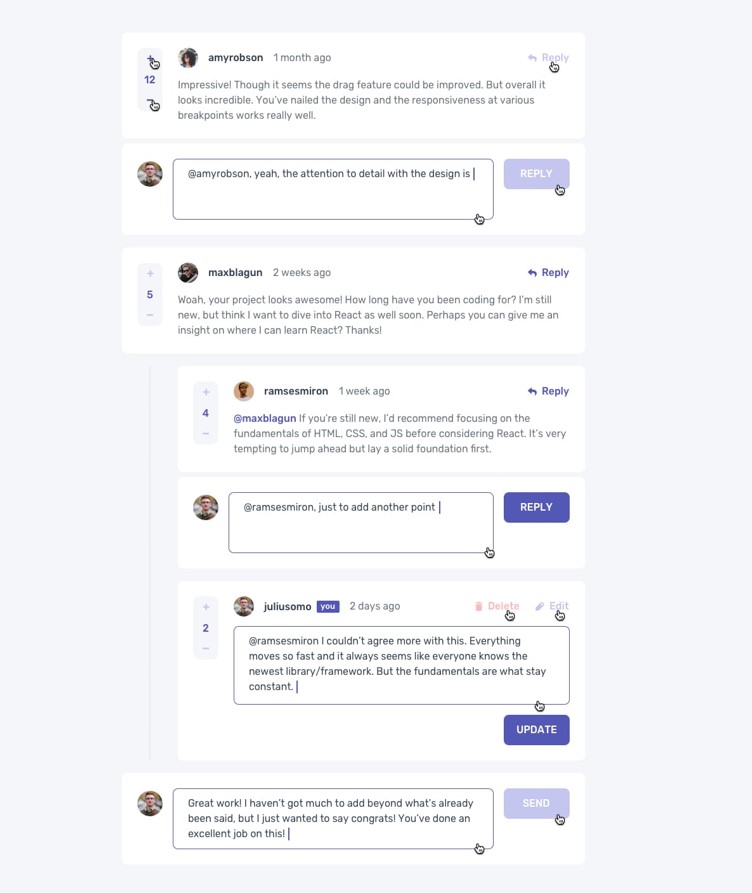 +
amyrobson 1 month ago Reply
12
Impressive! Though it seems the drag feature could be improved. But overall it
looks incredible. You've nailed the design and the responsiveness at various
breakpoints works really well.
@amyrobson, yeah, the attention to detail with the design is
REPLY
+
maxblagun 2 weeks ago Reply
5
−
Woah, your project looks awesome! How long have you been coding for? I'm still
new, but think I want to dive into React as well soon. Perhaps you can give me an
insight on where I can learn React? Thanks!
+
ramsesmiron 1 week ago Reply
4
−
@maxblagun If you're still new, I'd recommend focusing on the
fundamentals of HTML, CSS, and JS before considering React. It's very
tempting to jump ahead but lay a solid foundation first.
@ramsesmiron, just to add another point
REPLY
+
juliusomo you 2 days ago Delete Edit
2
−
@ramsesmiron I couldn't agree more with this. Everything
moves so fast and it always seems like everyone knows the
newest library/framework. But the fundamentals are what stay
constant.
UPDATE
Great work! I haven't got much to add beyond what's already
been said, but I just wanted to say congrats! You've done an
excellent job on this!
SEND